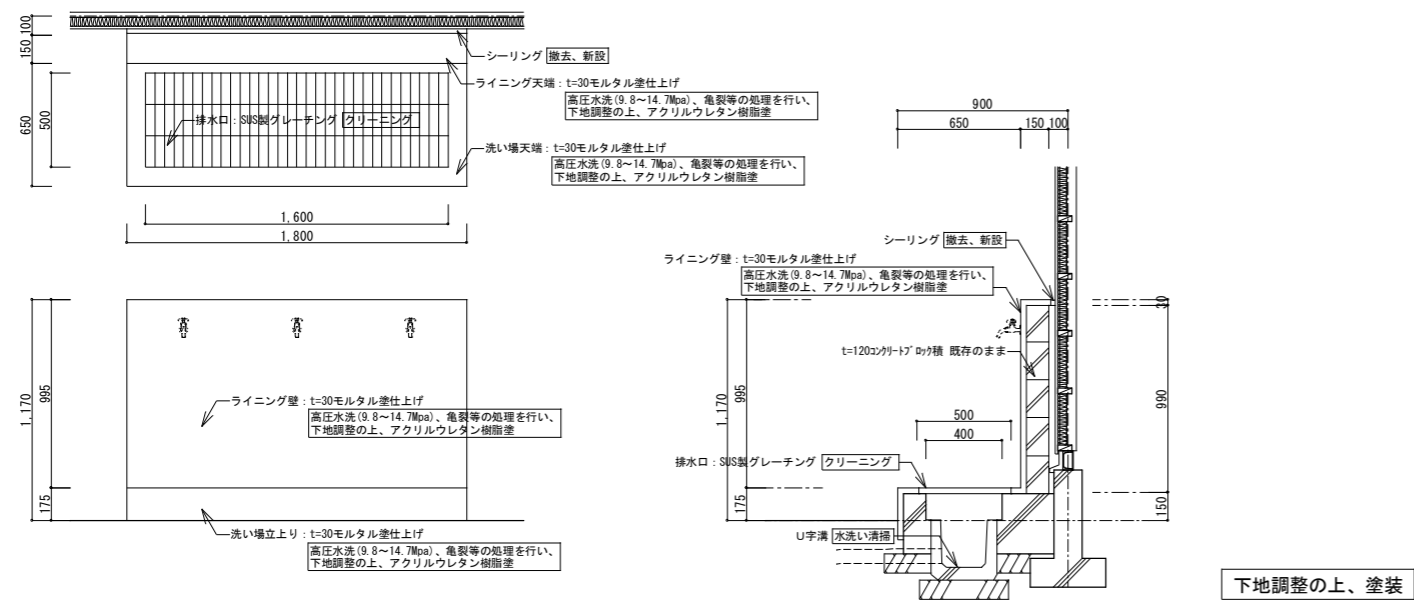 100
150
650
500
シーリング 撤去、新設
ライニング天端：t=30モルタル塗仕上げ
高圧水洗(9.8～14.7Mpa)、亀裂等の処理を行い、
下地調整の上、アクリルウレタン樹脂塗
排水口：SUS製グレーチング クリーニング
洗い場天端：t=30モルタル塗仕上げ
高圧水洗(9.8～14.7Mpa)、亀裂等の処理を行い、
下地調整の上、アクリルウレタン樹脂塗
1,600
1,800
1,170
995
175
ライニング壁：t=30モルタル塗仕上げ
高圧水洗(9.8～14.7Mpa)、亀裂等の処理を行い、
下地調整の上、アクリルウレタン樹脂塗
洗い場立上り：t=30モルタル塗仕上げ
高圧水洗(9.8～14.7Mpa)、亀裂等の処理を行い、
下地調整の上、アクリルウレタン樹脂塗
900
650 150 100
シーリング 撤去、新設
ライニング壁：t=30モルタル塗仕上げ
高圧水洗(9.8～14.7Mpa)、亀裂等の処理を行い、
下地調整の上、アクリルウレタン樹脂塗
30
t=120コンクリートブロック積 既存のまま
1,170
995
990
500
400
排水口：SUS製グレーチング クリーニング
175
150
U字溝 水洗い清掃
下地調整の上、塗装